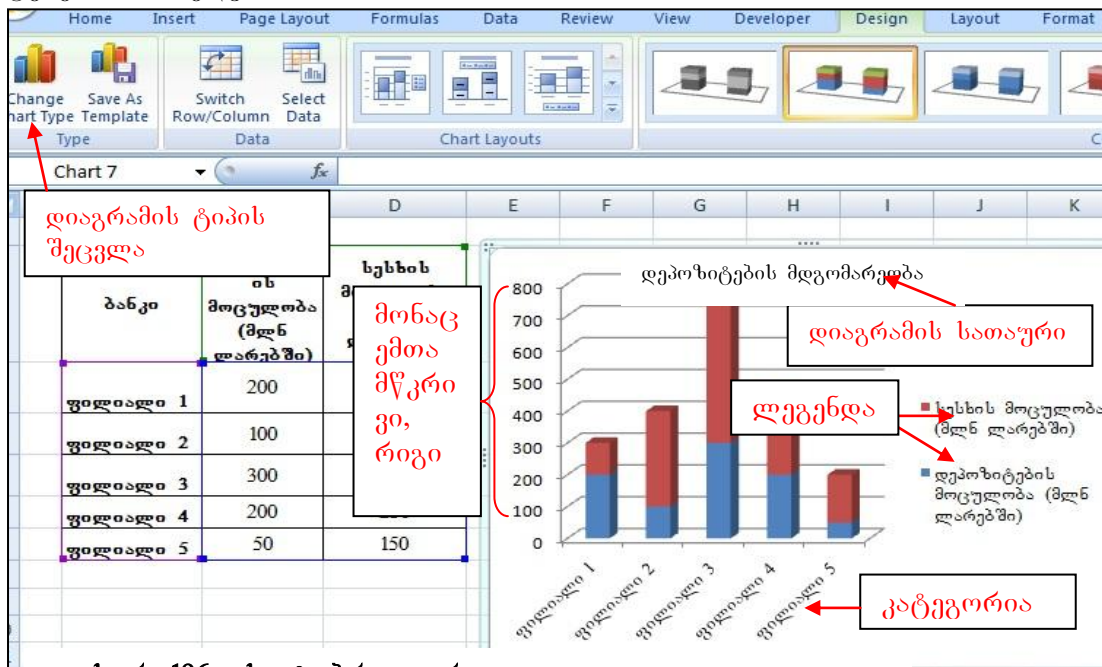 Home Insert Page Layout Formulas Data Review View Developer Design Layout Format
Change Save As Switch Select
Type Template Row/Column Data
Type Data Chart Layouts
Chart 7 fx
D E F G H I J K
დიაგრამის ტიპის
შეცვლა
ბანკი
ის
მოცულობა
(მლნ
ლარებში)
სესხის
ფილიალი 1 200
ფილიალი 2 100
ფილიალი 3 300
ფილიალი 4 200
ფილიალი 5 50 150
მონაც
ემთა
მწკრი
ვი,
რიგი
დეპოზიტების მდგომარეობა
დიაგრამის სათაური
800
700
600
500
400
300
200
100
0
ლეგენდა
სესხის მოცულობა
(მლნ ლარებში)
დეპოზიტების
მოცულობა (მლნ
ლარებში)
ფილიალი 1 ფილიალი 2 ფილიალი 3 ფილიალი 4 ფილიალი 5
კატეგორია